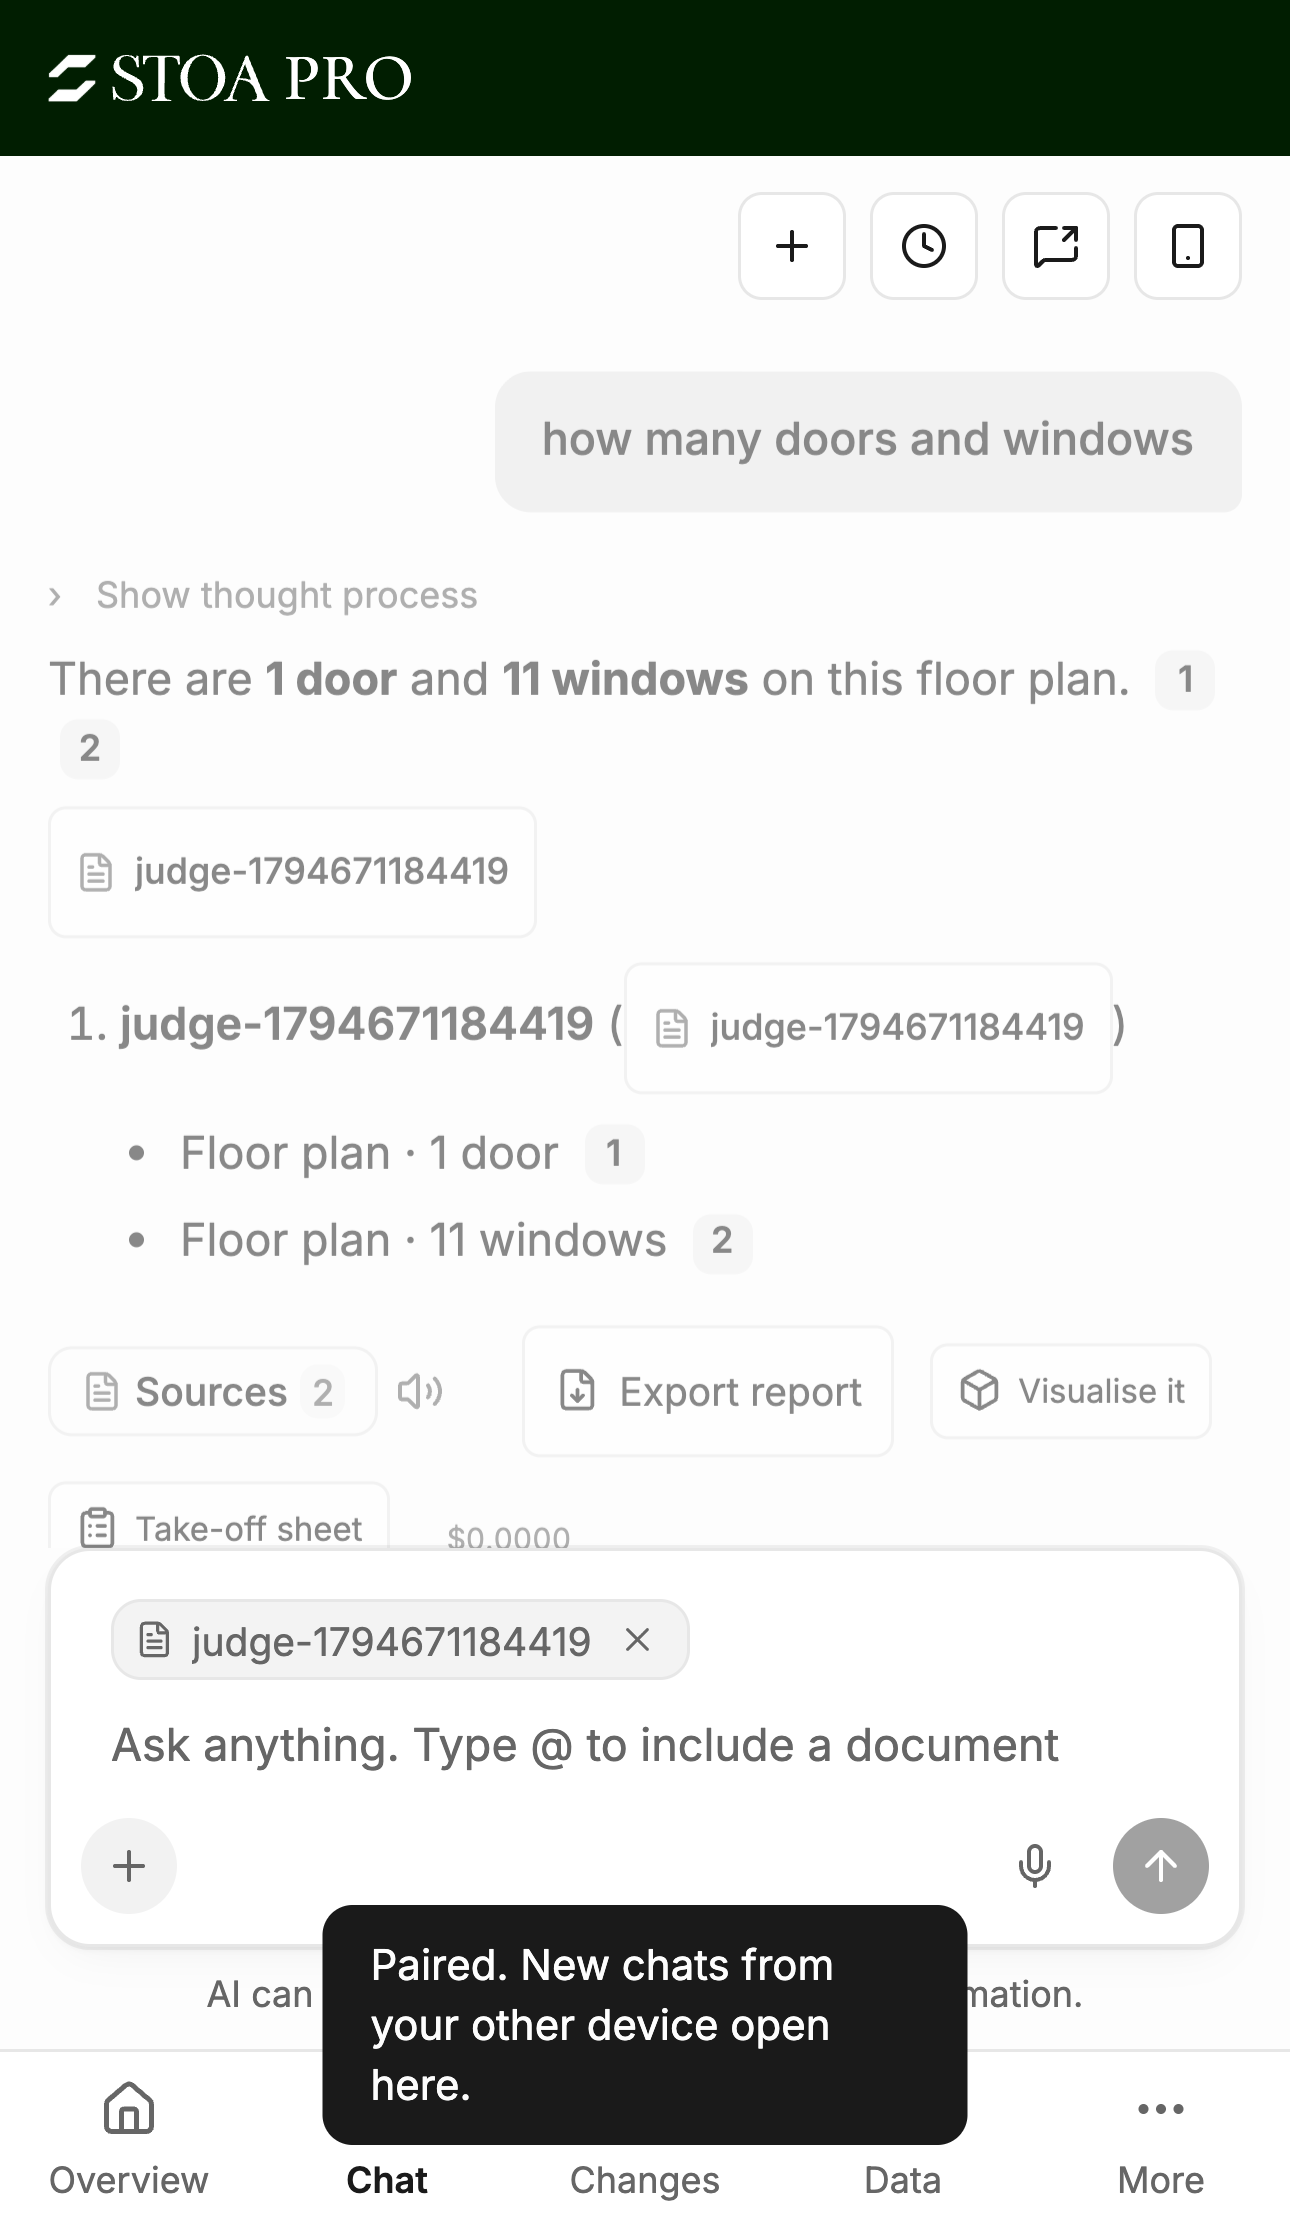 STOA PRO
how many doors and windows
› Show thought process
There are 1 door and 11 windows on this floor plan. 1
2
judge-1794671184419
1. judge-1794671184419 ( judge-1794671184419 )
• Floor plan · 1 door 1
• Floor plan · 11 windows 2
Sources 2 Export report Visualise it
Take-off sheet $0.0000
judge-1794671184419
Ask anything. Type @ to include a document
Paired. New chats from
your other device open
here.
AI can
Overview Chat Changes Data More